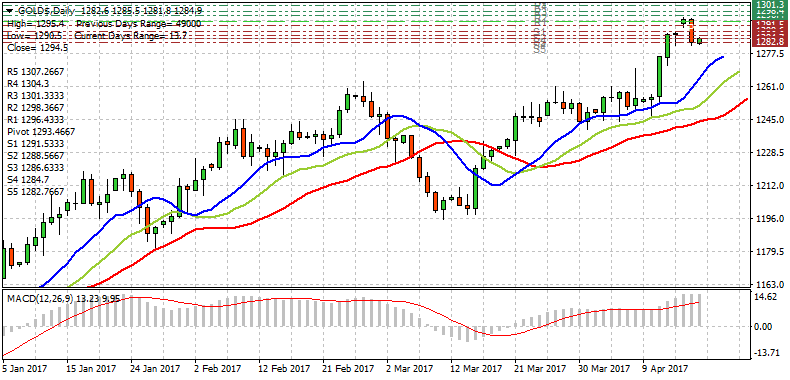 GOLDS,Daily 1282.6 1285.5 1281.8 1284.9
High= 1295.4 Previous Days Range= 49000
Low= 1290.5 Current Days Range= 13.7
Close= 1294.5
R5 1307.2667
R4 1304.3
R3 1301.3333
R2 1298.3667
R1 1296.4333
Pivot 1293.4667
S1 1291.5333
S2 1288.5667
S3 1286.6333
S4 1284.7
S5 1282.7667
1301.3
1282.8
1277.5
1261.0
1245.0
1228.5
1212.0
1196.0
1179.5
1163.0
MACD(12,26,9) 13.23 9.95
14.62
0.00
-13.71
5 Jan 2017
15 Jan 2017
24 Jan 2017
2 Feb 2017
12 Feb 2017
21 Feb 2017
2 Mar 2017
12 Mar 2017
21 Mar 2017
30 Mar 2017
9 Apr 2017